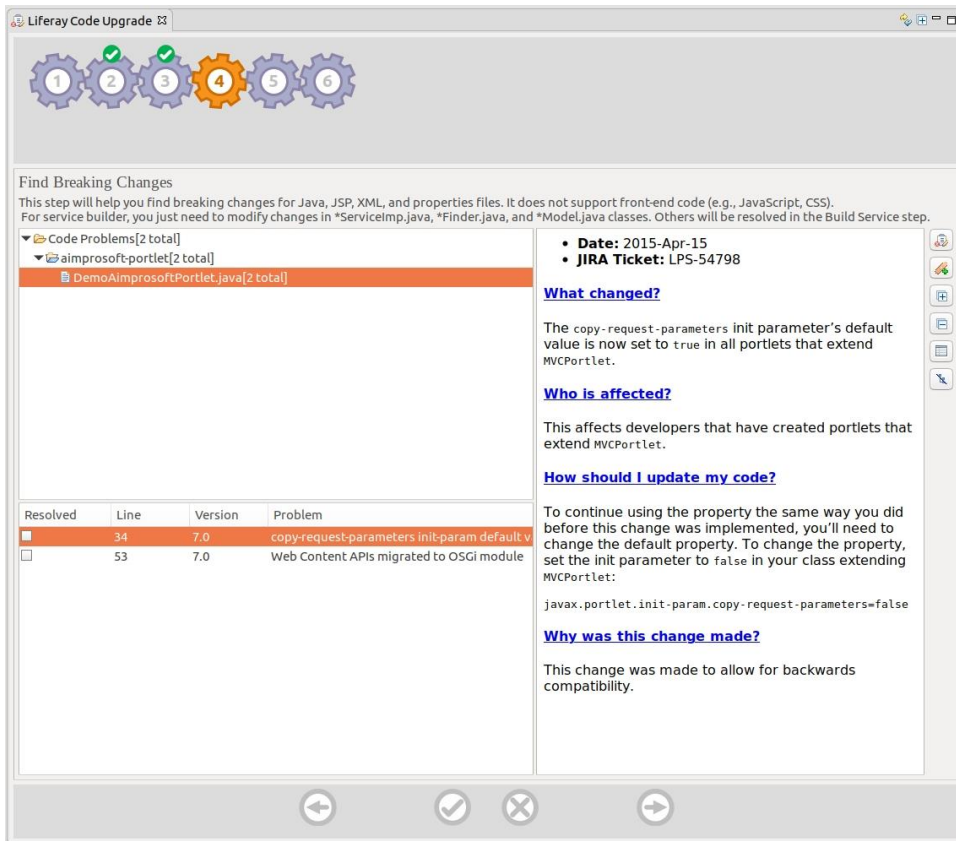 Liferay Code Upgrade
1 2 3 4 5 6
Find Breaking Changes
This step will help you find breaking changes for Java, JSP, XML, and properties files. It does not support front-end code (e.g., JavaScript, CSS).
For service builder, you just need to modify changes in *ServiceImp.java, *Finder.java, and *Model.java classes. Others will be resolved in the Build Service step.
Code Problems[2 total]
aimprosoft-portlet[2 total]
DemoAimprosoftPortlet.java[2 total]
Resolved Line Version Problem
34 7.0 copy-request-parameters init-param default v
53 7.0 Web Content APIs migrated to OSGi module
• Date: 2015-Apr-15
• JIRA Ticket: LPS-54798
What changed?
The copy-request-parameters init parameter’s default
value is now set to true in all portlets that extend
MVCPortlet.
Who is affected?
This affects developers that have created portlets that
extend MVCPortlet.
How should I update my code?
To continue using the property the same way you did
before this change was implemented, you’ll need to
change the default property. To change the property,
set the init parameter to false in your class extending
MVCPortlet:
javax.portlet.init-param.copy-request-parameters=false
Why was this change made?
This change was made to allow for backwards
compatibility.